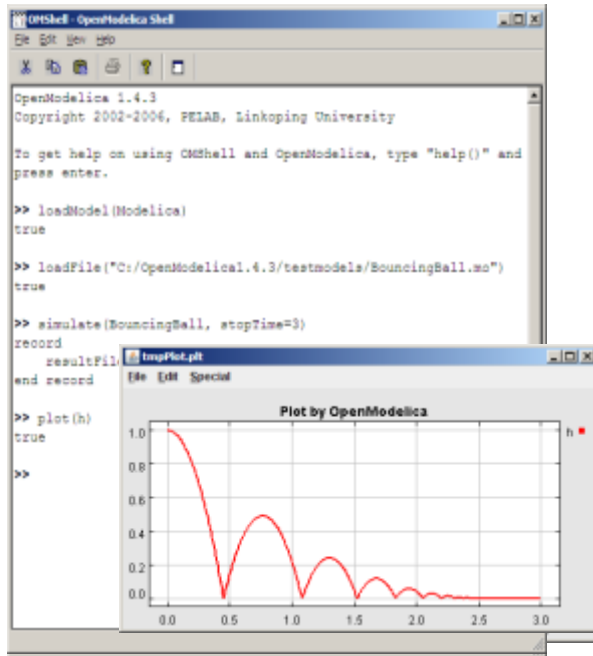 OMShell - OpenModelica Shell
File Edit View Help
OpenModelica 1.4.3
Copyright 2002-2006, PELAB, Linkoping University
To get help on using OMShell and OpenModelica, type "help()" and
press enter.
>> loadModel(Modelica)
true
>> loadFile("C:/OpenModelica1.4.3/testmodels/BouncingBall.mo")
true
>> simulate(BouncingBall, stopTime=3)
record
resultFil
end record
>> plot(h)
true
>>
tmpPlot.plt
File Edit Special
Plot by OpenModelica
h
1.0
0.8
0.6
0.4
0.2
0.0
0.0 0.5 1.0 1.5 2.0 2.5 3.0